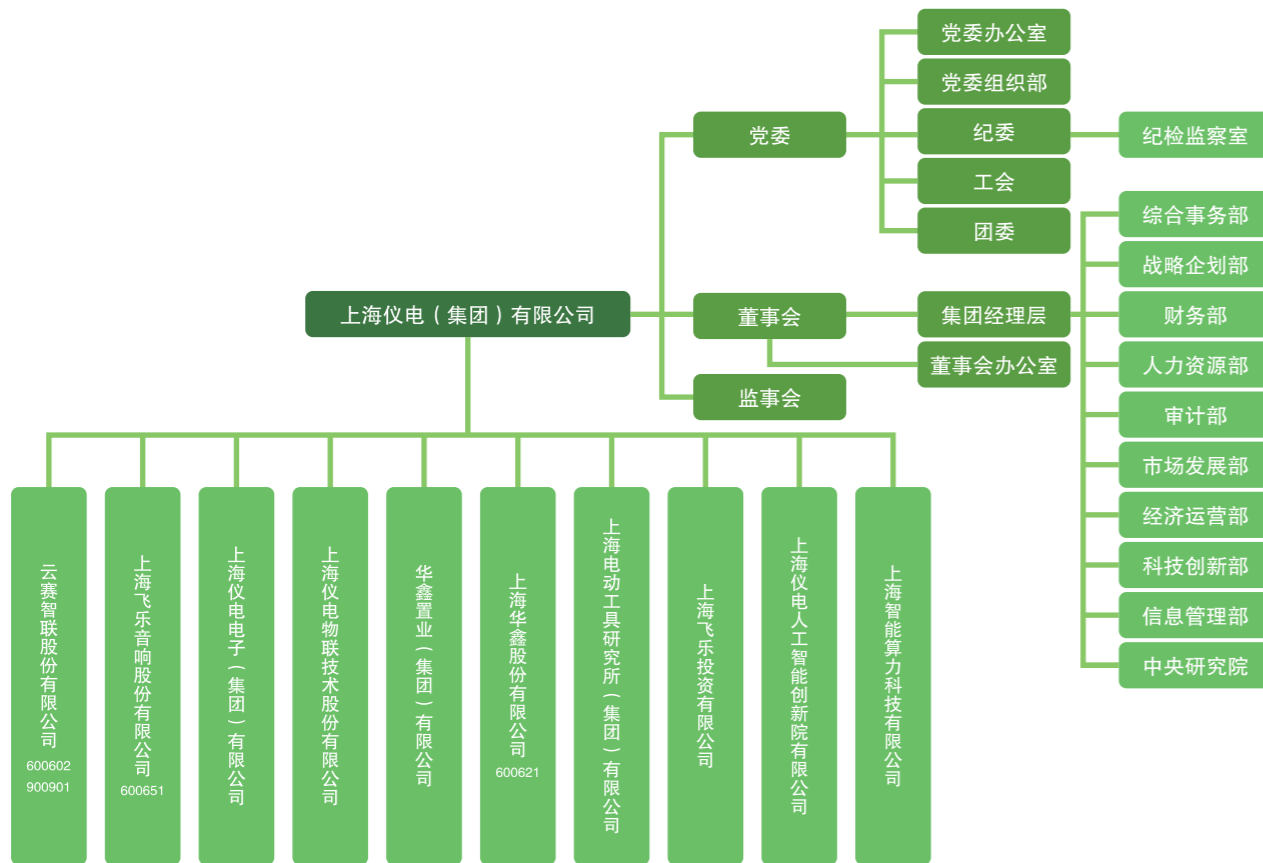 党委办公室
党委组织部
党委
纪委
纪检监察室
工会
团委
综合事务部
战略企划部
上海仪电（集团）有限公司
董事会
集团经理层
财务部
董事会办公室
人力资源部
监事会
审计部
市场发展部
经济运营部
科技创新部
信息管理部
中央研究院
云赛智联股份有限公司
600602
900901
上海飞乐音响股份有限公司
600651
上海仪电电子（集团）有限公司
上海仪电物联技术股份有限公司
华鑫置业（集团）有限公司
上海华鑫股份有限公司
600621
上海电动工具研究所（集团）有限公司
上海飞乐投资有限公司
上海仪电人工智能创新院有限公司
上海智能算力科技有限公司